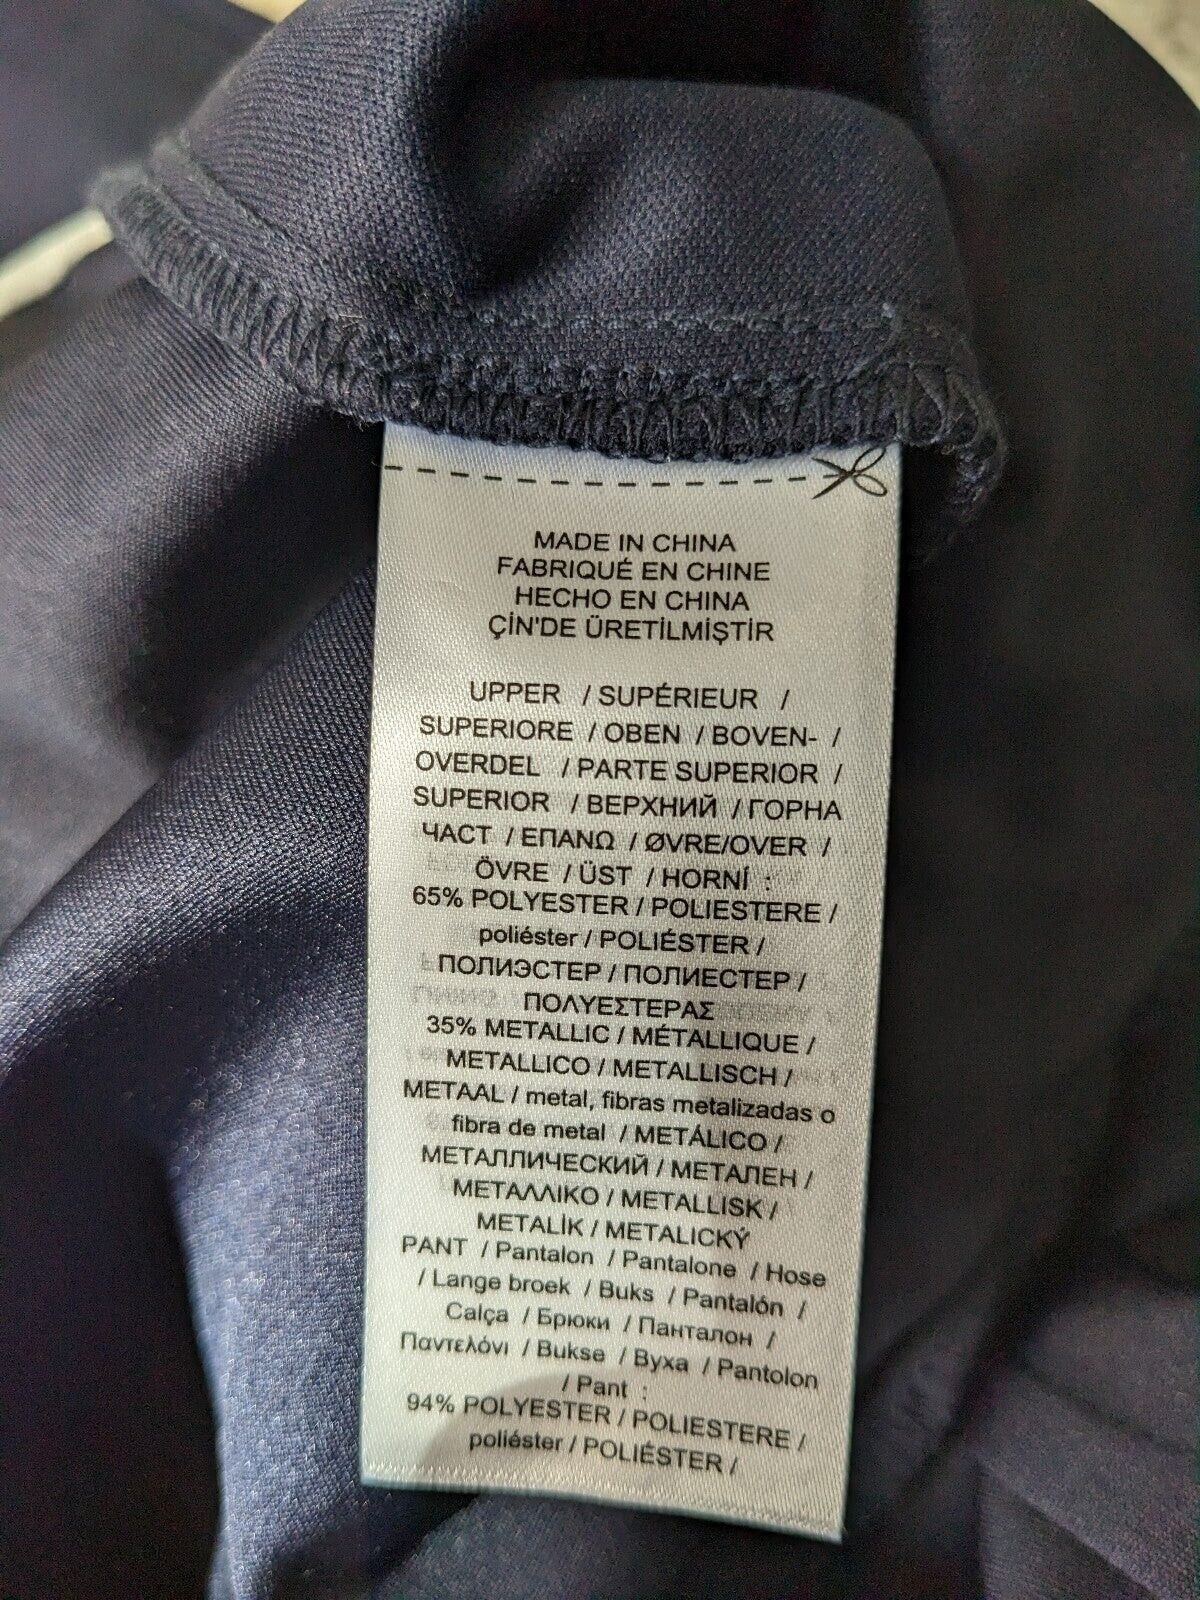 MADE IN CHINA
FABRIQUÉ EN CHINE
HECHO EN CHINA
ÇİN'DE ÜRETİLMİŞTİR
UPPER / SUPÉRIEUR /
SUPERIORE / OBEN / BOVEN- /
OVERDEL / PARTE SUPERIOR /
SUPERIOR / ВЕРХНИЙ / ГОРНА
ЧАСТ / ΕΠΑΝΩ / ØVRE/OVER /
ÖVRE / ÜST / HORNÍ :
65% POLYESTER / POLIESTERE /
poliéster / POLIÉSTER /
ПОЛИЭСТЕР / ПОЛИЕСТЕР /
ΠΟΛΥΕΣΤΕΡΑΣ
35% METALLIC / MÉTALLIQUE /
METALLICO / METALLISCH /
METAAL / metal, fibras metalizadas o
fibra de metal / METÁLICO /
МЕТАЛЛИЧЕСКИЙ / МЕТАЛЕН /
ΜΕΤΑΛΛΙΚΟ / METALLISK /
METALİK / METALICKÝ
PANT / Pantalon / Pantalone / Hose
/ Lange broek / Buks / Pantalón /
Calça / Брюки / Панталон /
Παντελόνι / Bukse / Byxa / Pantolon
/ Pant :
94% POLYESTER / POLIESTERE /
poliéster / POLIÉSTER /